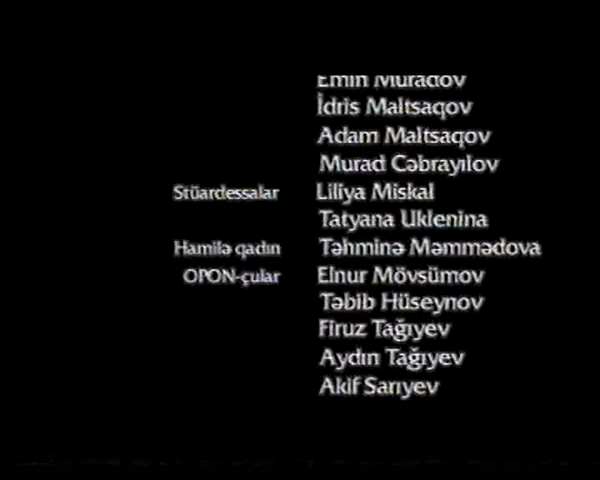 Emin Muradov
İdris Maltsaqov
Adam Maltsaqov
Murad Cəbrayılov
Stüardessalar Liliya Miskal
Tatyana Uklenina
Hamilə qadın Təhminə Məmmədova
OPON-çular Elnur Mövsümov
Təbib Hüseynov
Firuz Tağıyev
Aydın Tağıyev
Akif Sarıyev